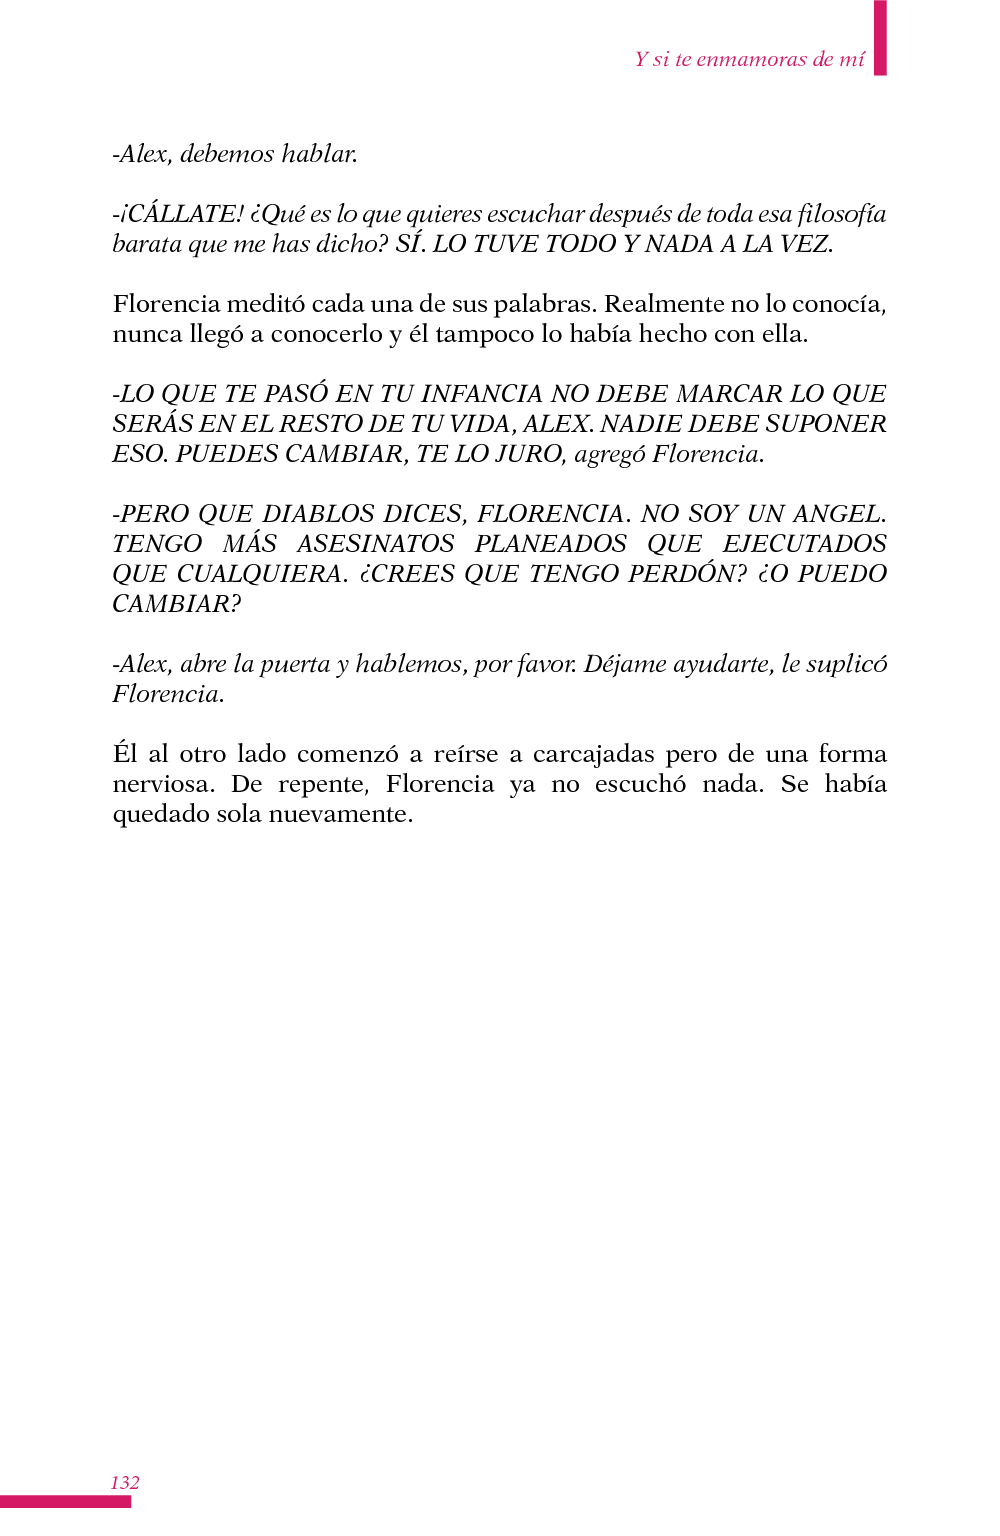 Y si te enmamoras de mí
-Alex, debemos hablar.
-¡CÁLLATE! ¿Qué es lo que quieres escuchar después de toda esa filosofía
barata que me has dicho? SÍ. LO TUVE TODO Y NADA A LA VEZ.
Florencia meditó cada una de sus palabras. Realmente no lo conocía,
nunca llegó a conocerlo y él tampoco lo había hecho con ella.
-LO QUE TE PASÓ EN TU INFANCIA NO DEBE MARCAR LO QUE
SERÁS EN EL RESTO DE TU VIDA, ALEX. NADIE DEBE SUPONER
ESO. PUEDES CAMBIAR, TE LO JURO, agregó Florencia.
-PERO QUE DIABLOS DICES, FLORENCIA. NO SOY UN ANGEL.
TENGO MÁS ASESINATOS PLANEADOS QUE EJECUTADOS
QUE CUALQUIERA. ¿CREES QUE TENGO PERDÓN? ¿O PUEDO
CAMBIAR?
-Alex, abre la puerta y hablemos, por favor. Déjame ayudarte, le suplicó
Florencia.
Él al otro lado comenzó a reírse a carcajadas pero de una forma
nerviosa. De repente, Florencia ya no escuchó nada. Se había
quedado sola nuevamente.
132